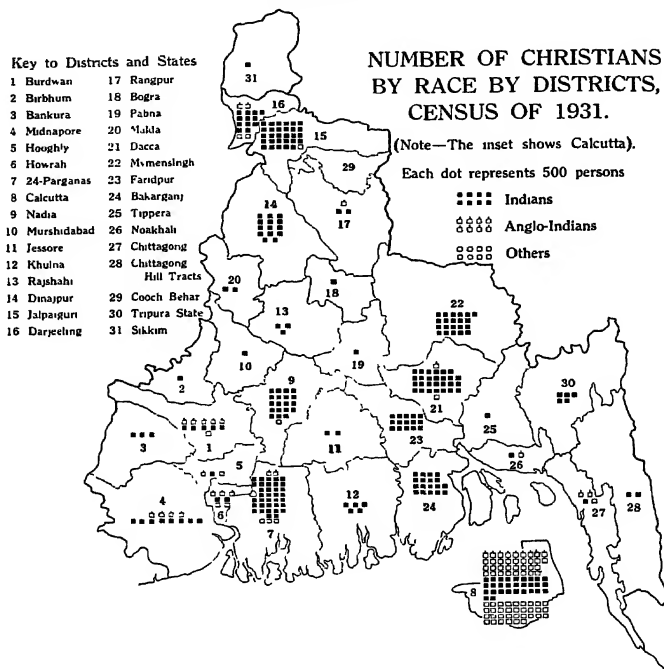 NUMBER OF CHRISTIANS
BY RACE BY DISTRICTS,
CENSUS OF 1931.
(Note—The inset shows Calcutta).
Each dot represents 500 persons
Indians
Anglo-Indians
Others
Key to Districts and States
1 Burdwan
2 Birbhum
3 Bankura
4 Midnapore
5 Hooghly
6 Howrah
7 24-Parganas
8 Calcutta
9 Nadia
10 Murshidabad
11 Jessore
12 Khulna
13 Rajshahi
14 Dinajpur
15 Jalpaiguri
16 Darjeeling
17 Rangpur
18 Bogra
19 Pabna
20 Malda
21 Dacca
22 Mymensingh
23 Faridpur
24 Bakarganj
25 Tippera
26 Noakhali
27 Chittagong
28 Chittagong
Hill Tracts
29 Cooch Behar
30 Tripura State
31 Sikkim
31
16
15
29
14
17
20
18
13
22
10
19
2
9
21
30
3
1
11
23
25
5
26
4
6
7
12
24
27
28
8